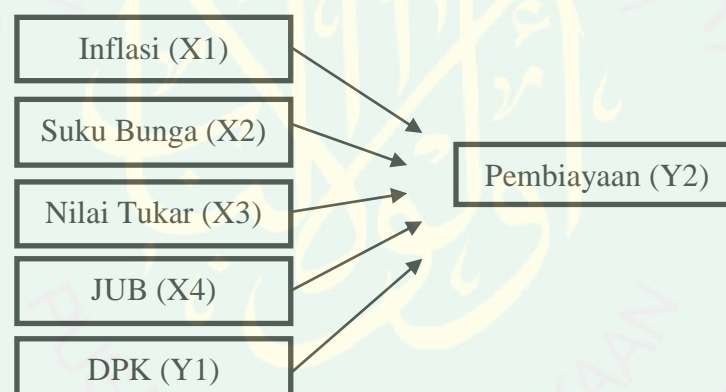 Inflasi (X1)
Suku Bunga (X2)
Pembiayaan (Y2)
Nilai Tukar (X3)
JUB (X4)
DPK (Y1)